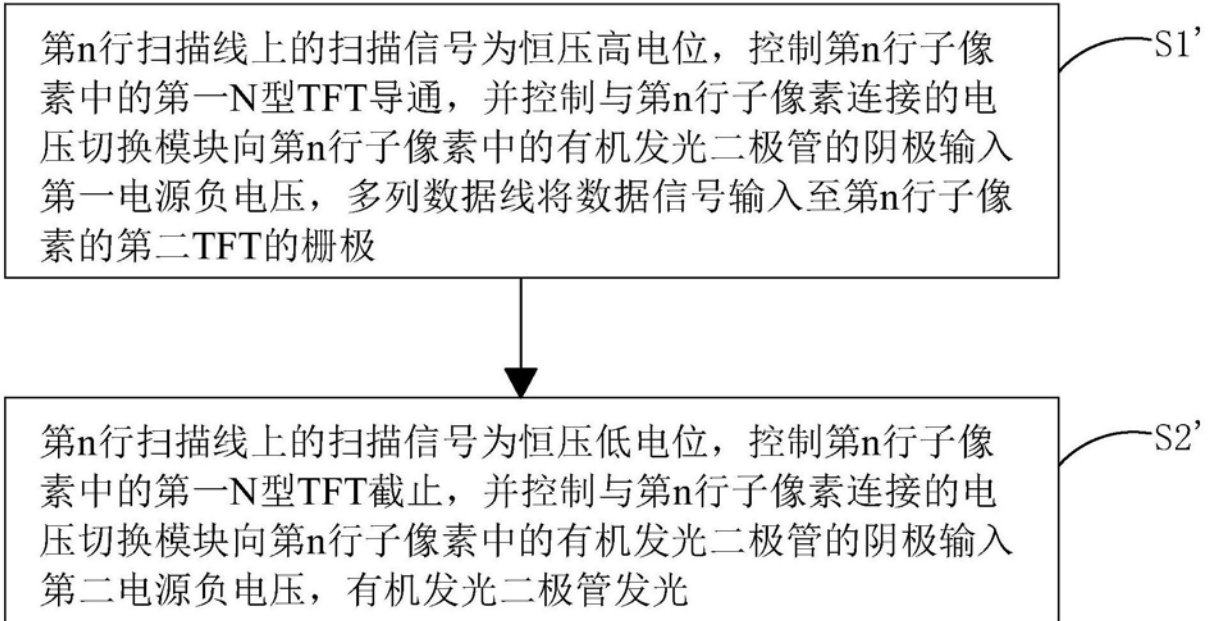 第n行扫描线上的扫描信号为恒压高电位，控制第n行子像
素中的第一N型TFT导通，并控制与第n行子像素连接的电
压切换模块向第n行子像素中的有机发光二极管的阴极输入
第一电源负电压，多列数据线将数据信号输入至第n行子像
素的第二TFT的栅极
S1’
第n行扫描线上的扫描信号为恒压低电位，控制第n行子像
素中的第一N型TFT截止，并控制与第n行子像素连接的电
压切换模块向第n行子像素中的有机发光二极管的阴极输入
第二电源负电压，有机发光二极管发光
S2’